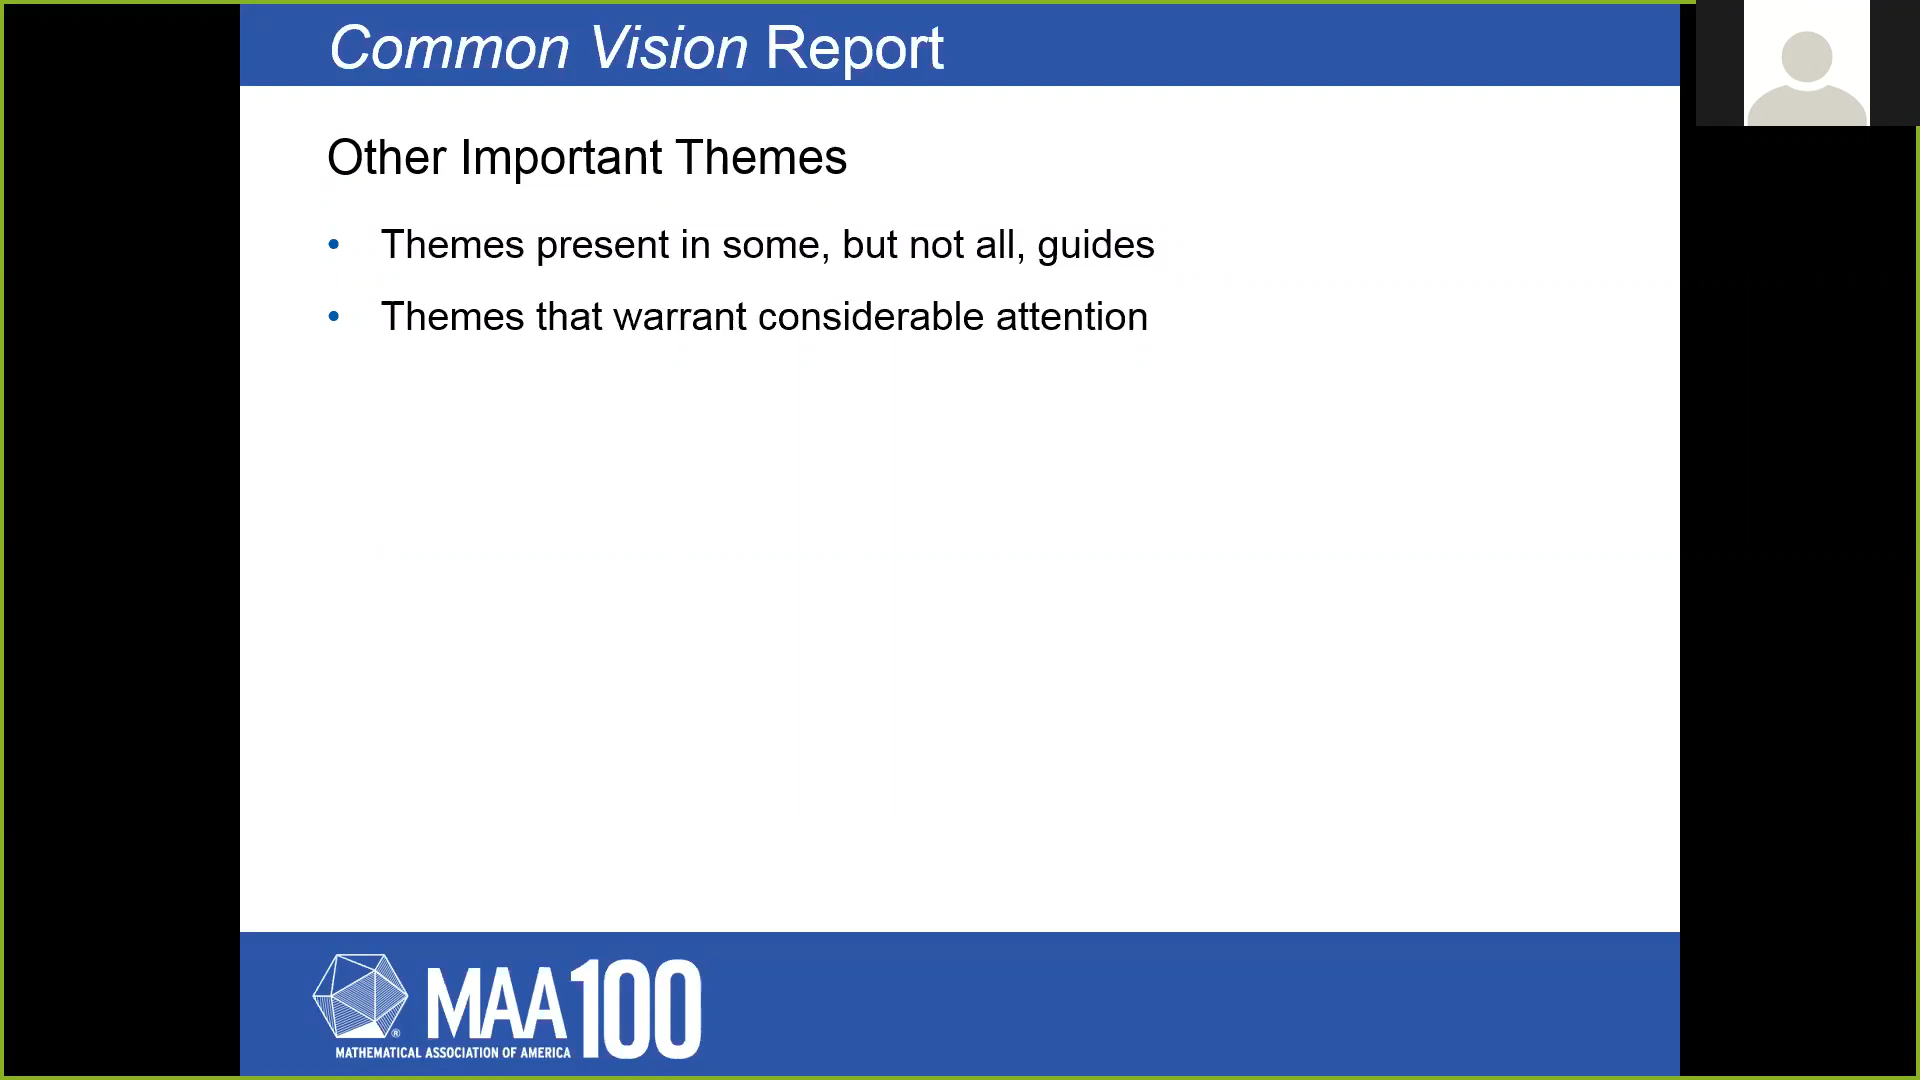 Common Vision Report
Other Important Themes
• Themes present in some, but not all, guides
• Themes that warrant considerable attention
MAA100
®
MATHEMATICAL ASSOCIATION OF AMERICA